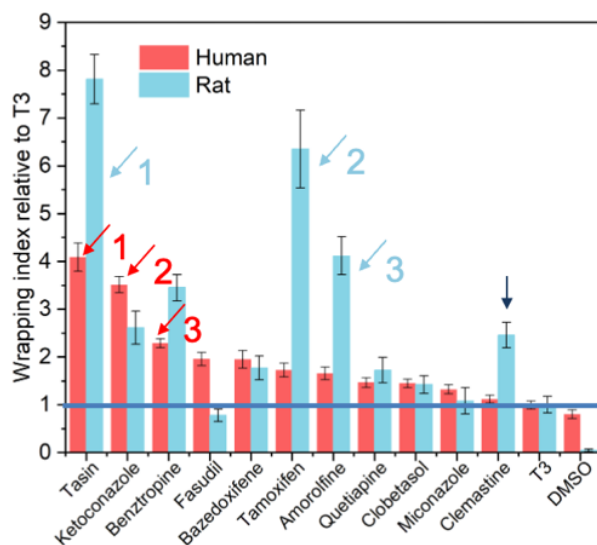 Wrapping index relative to T3
9
8
7
6
5
4
3
2
1
0
Human
Rat
1
2
3
1
2
3
Tasin
Ketoconazole
Benztropine
Fasudil
Bazedoxifene
Tamoxifen
Amorolfine
Quetiapine
Clobetasol
Miconazole
Clemastine
T3
DMSO